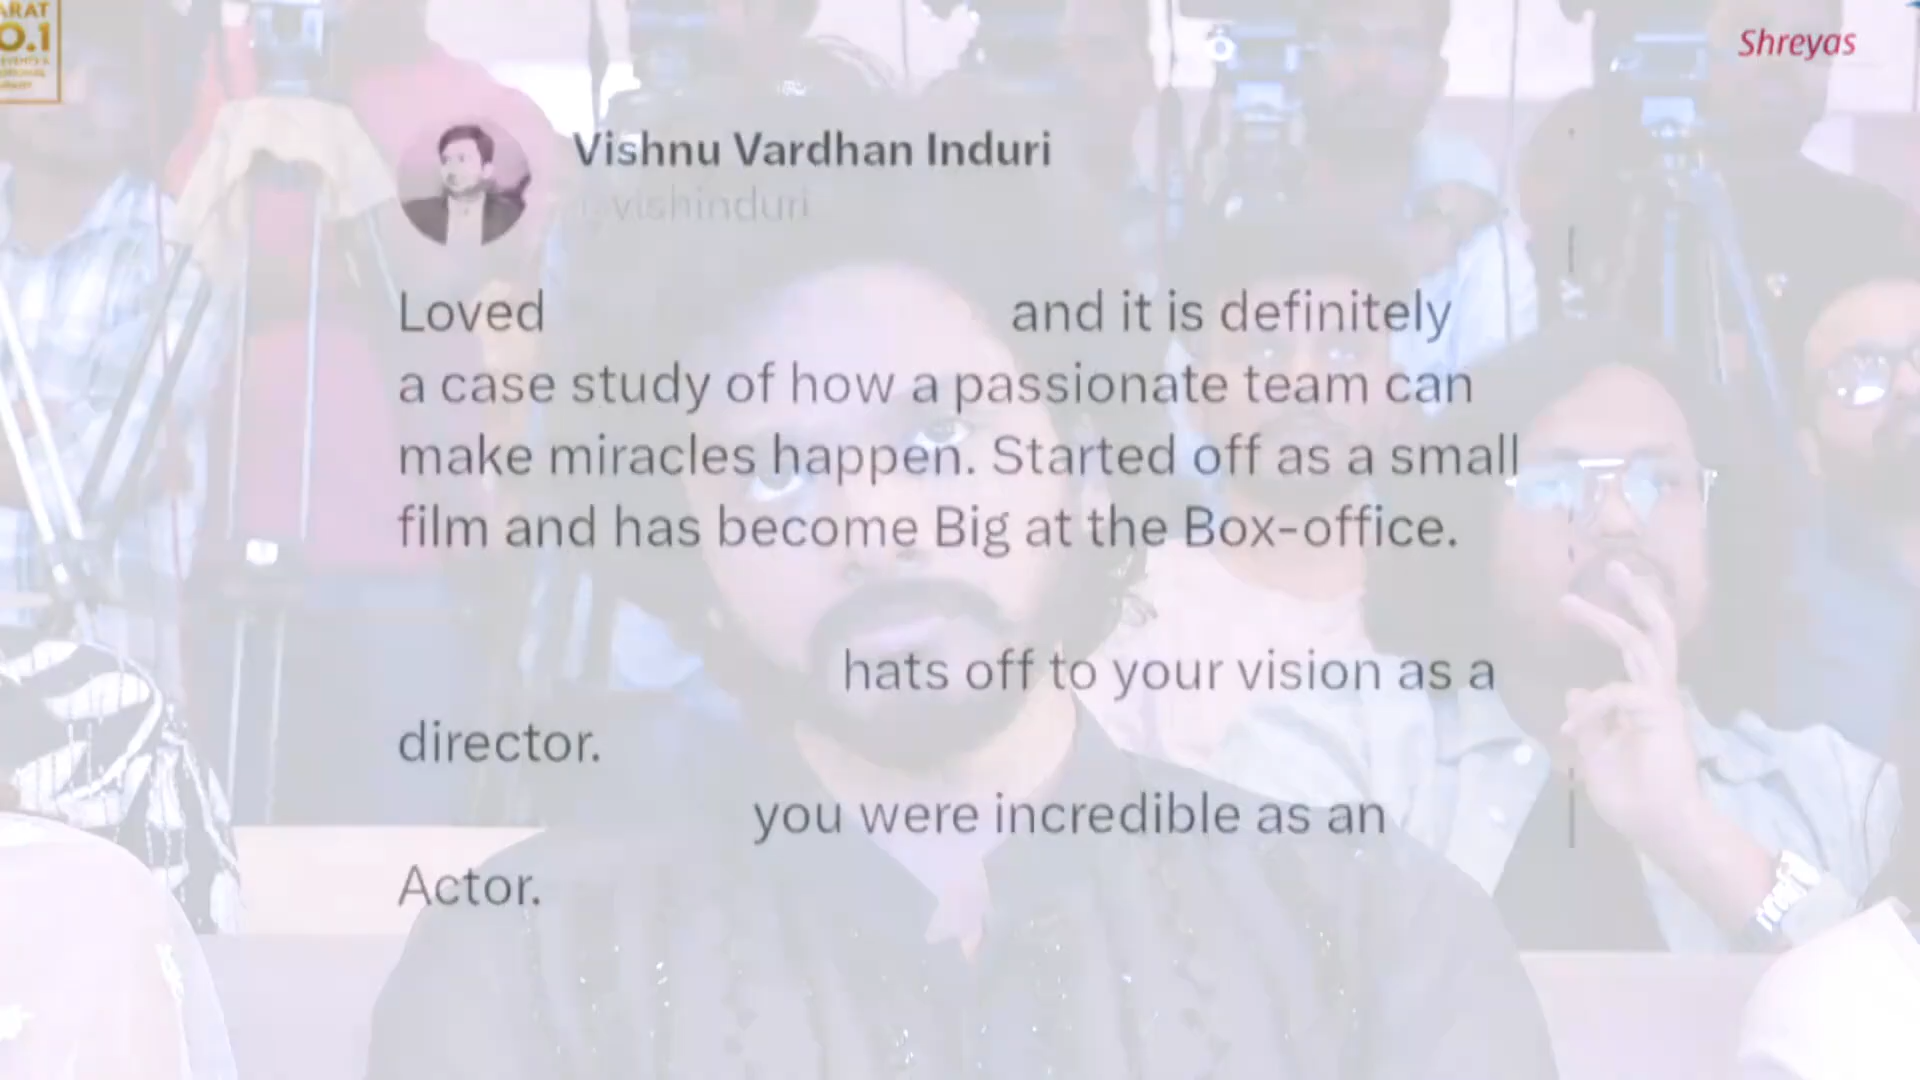 ARAT
O.1
Shreyas
Vishnu Vardhan Induri
@vishinduri
Loved and it is definitely
a case study of how a passionate team can
make miracles happen. Started off as a small
film and has become Big at the Box-office.
hats off to your vision as a
director.
you were incredible as an
Actor.